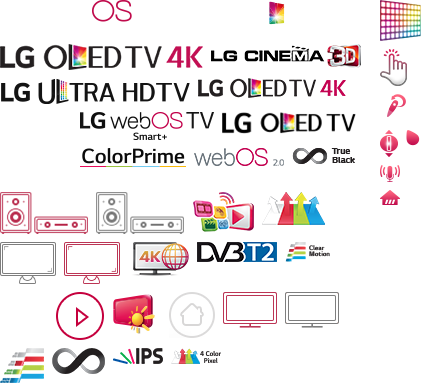 OS
LG OLED TV 4K
LG CINEMA 3D
LG ULTRA HDTV
LG OLED TV 4K
LG webOS TV
Smart+
LG OLED TV
ColorPrime
webOS 2.0
True
Black
4K
DVB T2
Clear
Motion
IPS
4 Color
Pixel